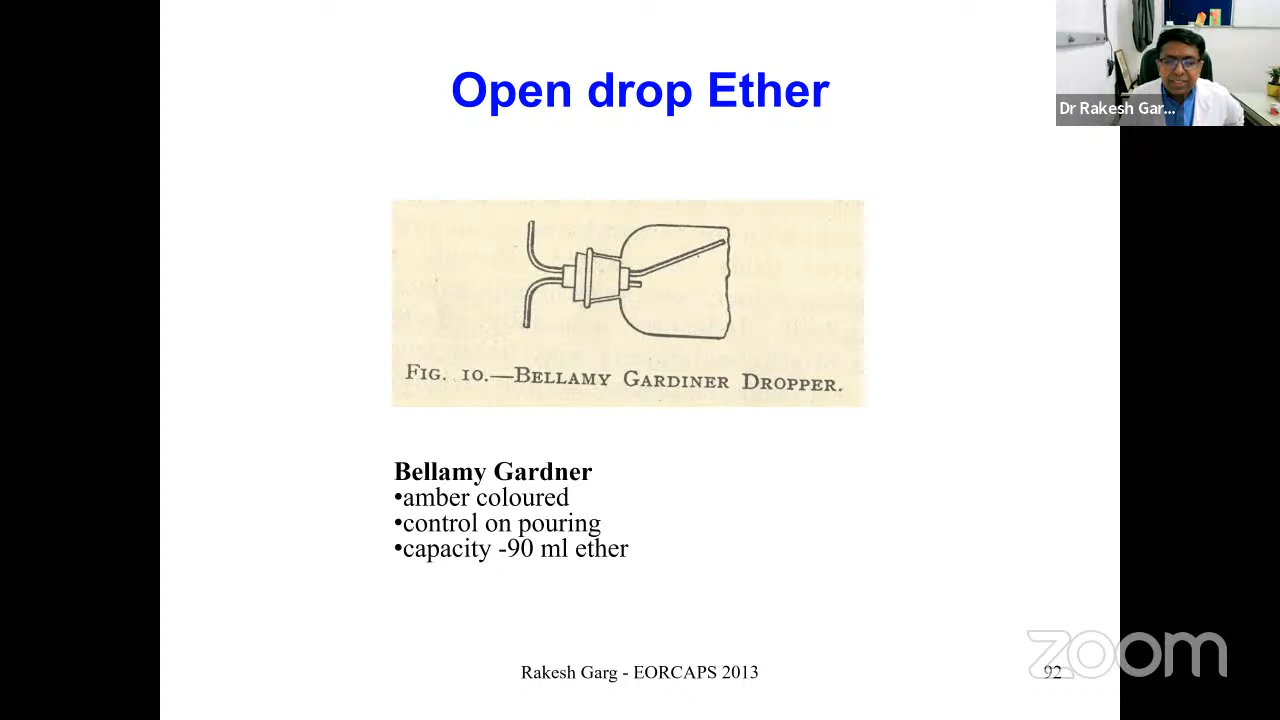 Open drop Ether
Dr Rakesh Gar...
FIG. 10.—BELLAMY GARDINER DROPPER.
Bellamy Gardner
•amber coloured
•control on pouring
•capacity -90 ml ether
Rakesh Garg - EORCAPS 2013
92
zoom